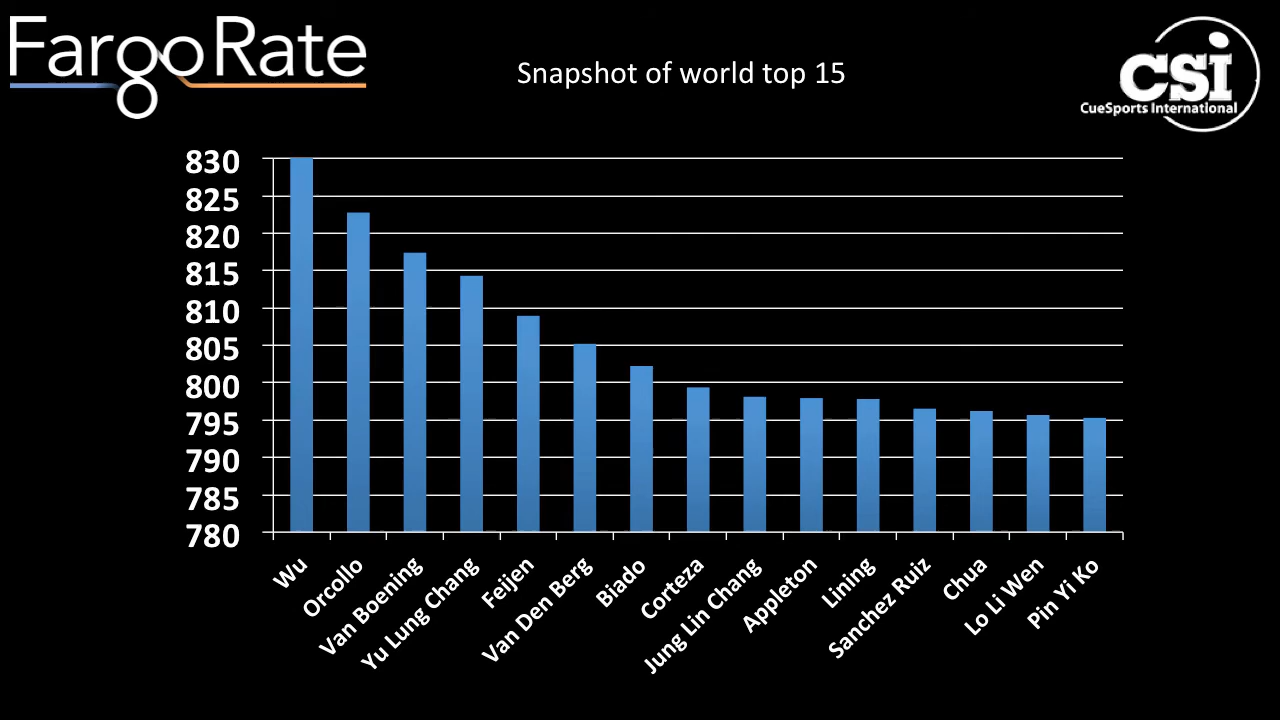 FargoRate
Snapshot of world top 15
CSI
CueSports International
830
825
820
815
810
805
800
795
790
785
780
Wu
Orcollo
Van Boening
Yu Lung Chang
Feijen
Van Den Berg
Biado
Corteza
Jung Lin Chang
Appleton
Lining
Sanchez Ruiz
Chua
Lo Li Wen
Pin Yi Ko